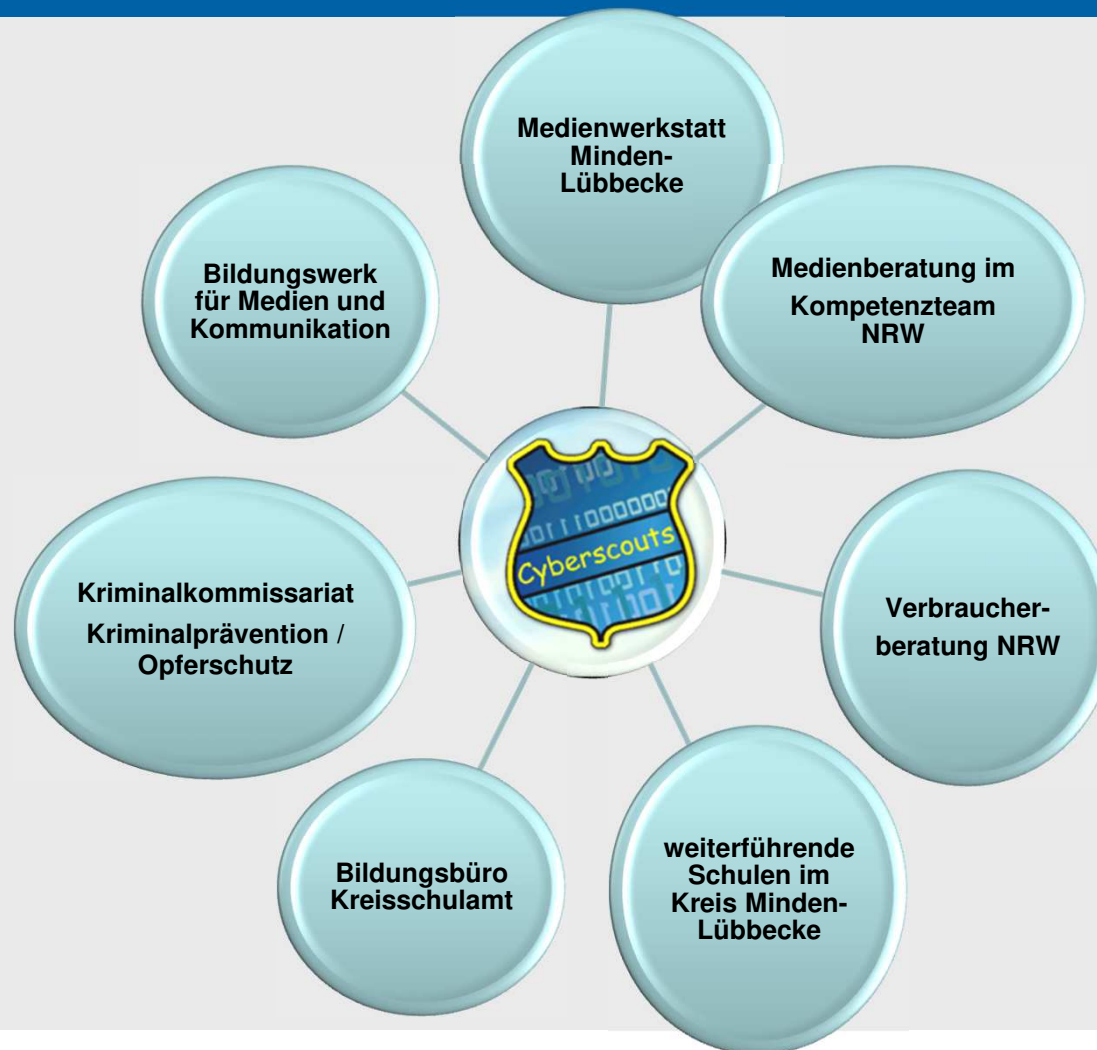 Medienwerkstatt
Minden-
Lübbecke
Medienberatung im
Kompetenzteam
NRW
Verbraucher-
beratung NRW
weiterführende
Schulen im
Kreis Minden-
Lübbecke
Bildungsbüro
Kreisschulamt
Kriminalkommissariat
Kriminalprävention /
Opferschutz
Bildungswerk
für Medien und
Kommunikation
Cyberscouts